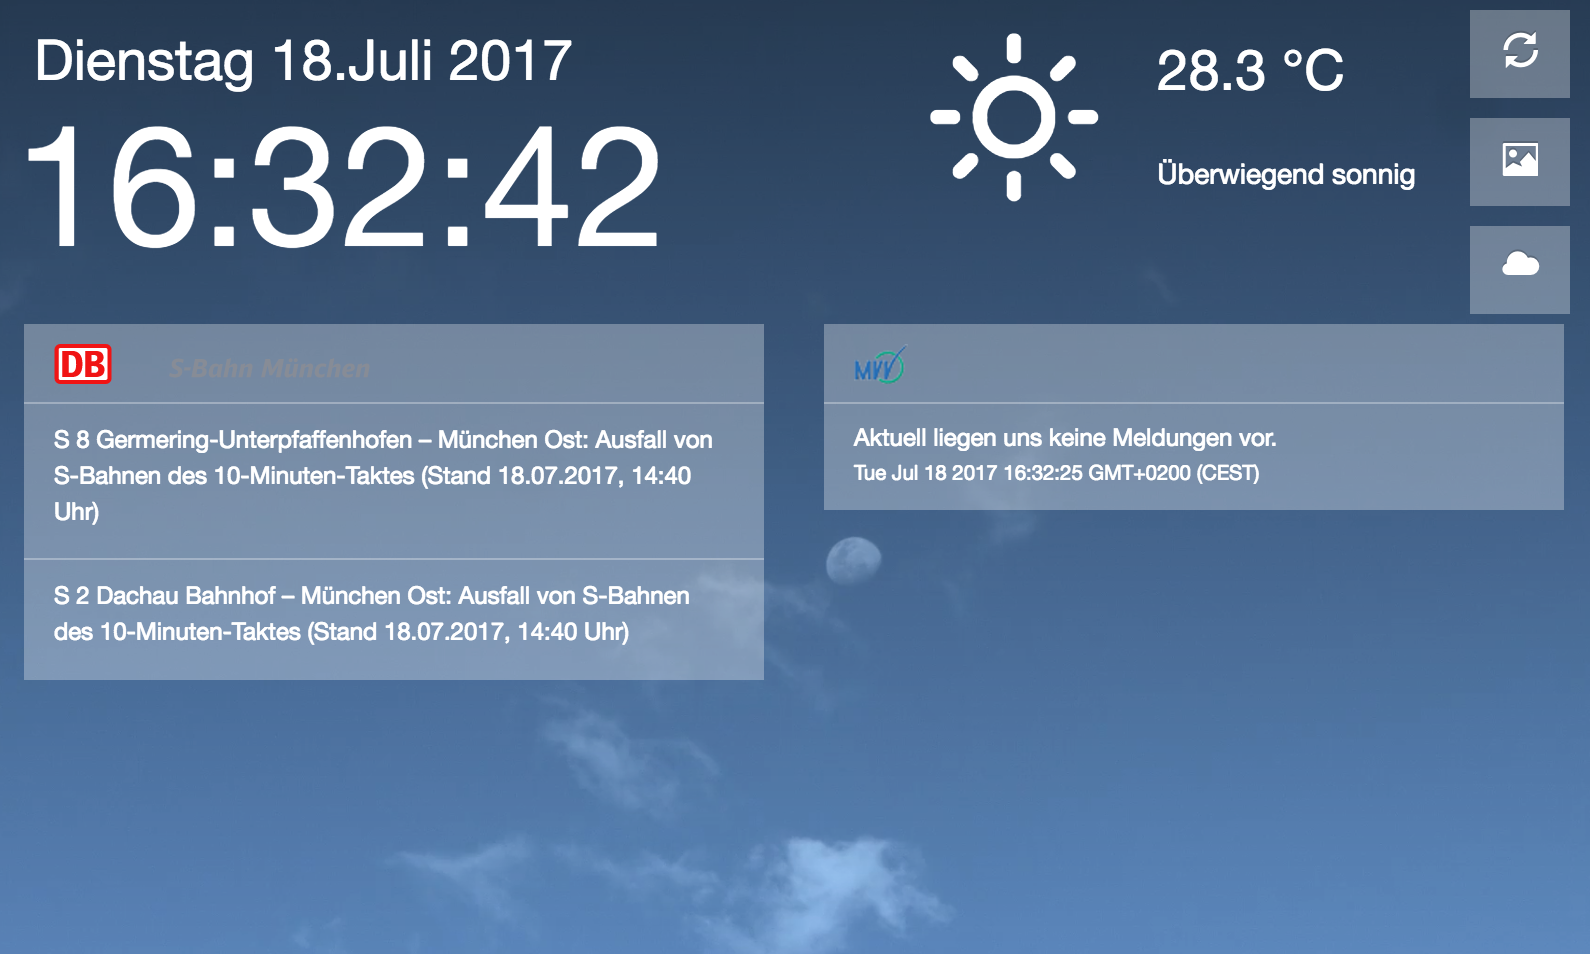 Dienstag 18.Juli 2017
16:32:42
28.3 °C
Überwiegend sonnig
DB
S-Bahn München
S 8 Germering-Unterpfaffenhofen – München Ost: Ausfall von
S-Bahnen des 10-Minuten-Taktes (Stand 18.07.2017, 14:40
Uhr)
S 2 Dachau Bahnhof – München Ost: Ausfall von S-Bahnen
des 10-Minuten-Taktes (Stand 18.07.2017, 14:40 Uhr)
MVV
Aktuell liegen uns keine Meldungen vor.
Tue Jul 18 2017 16:32:25 GMT+0200 (CEST)